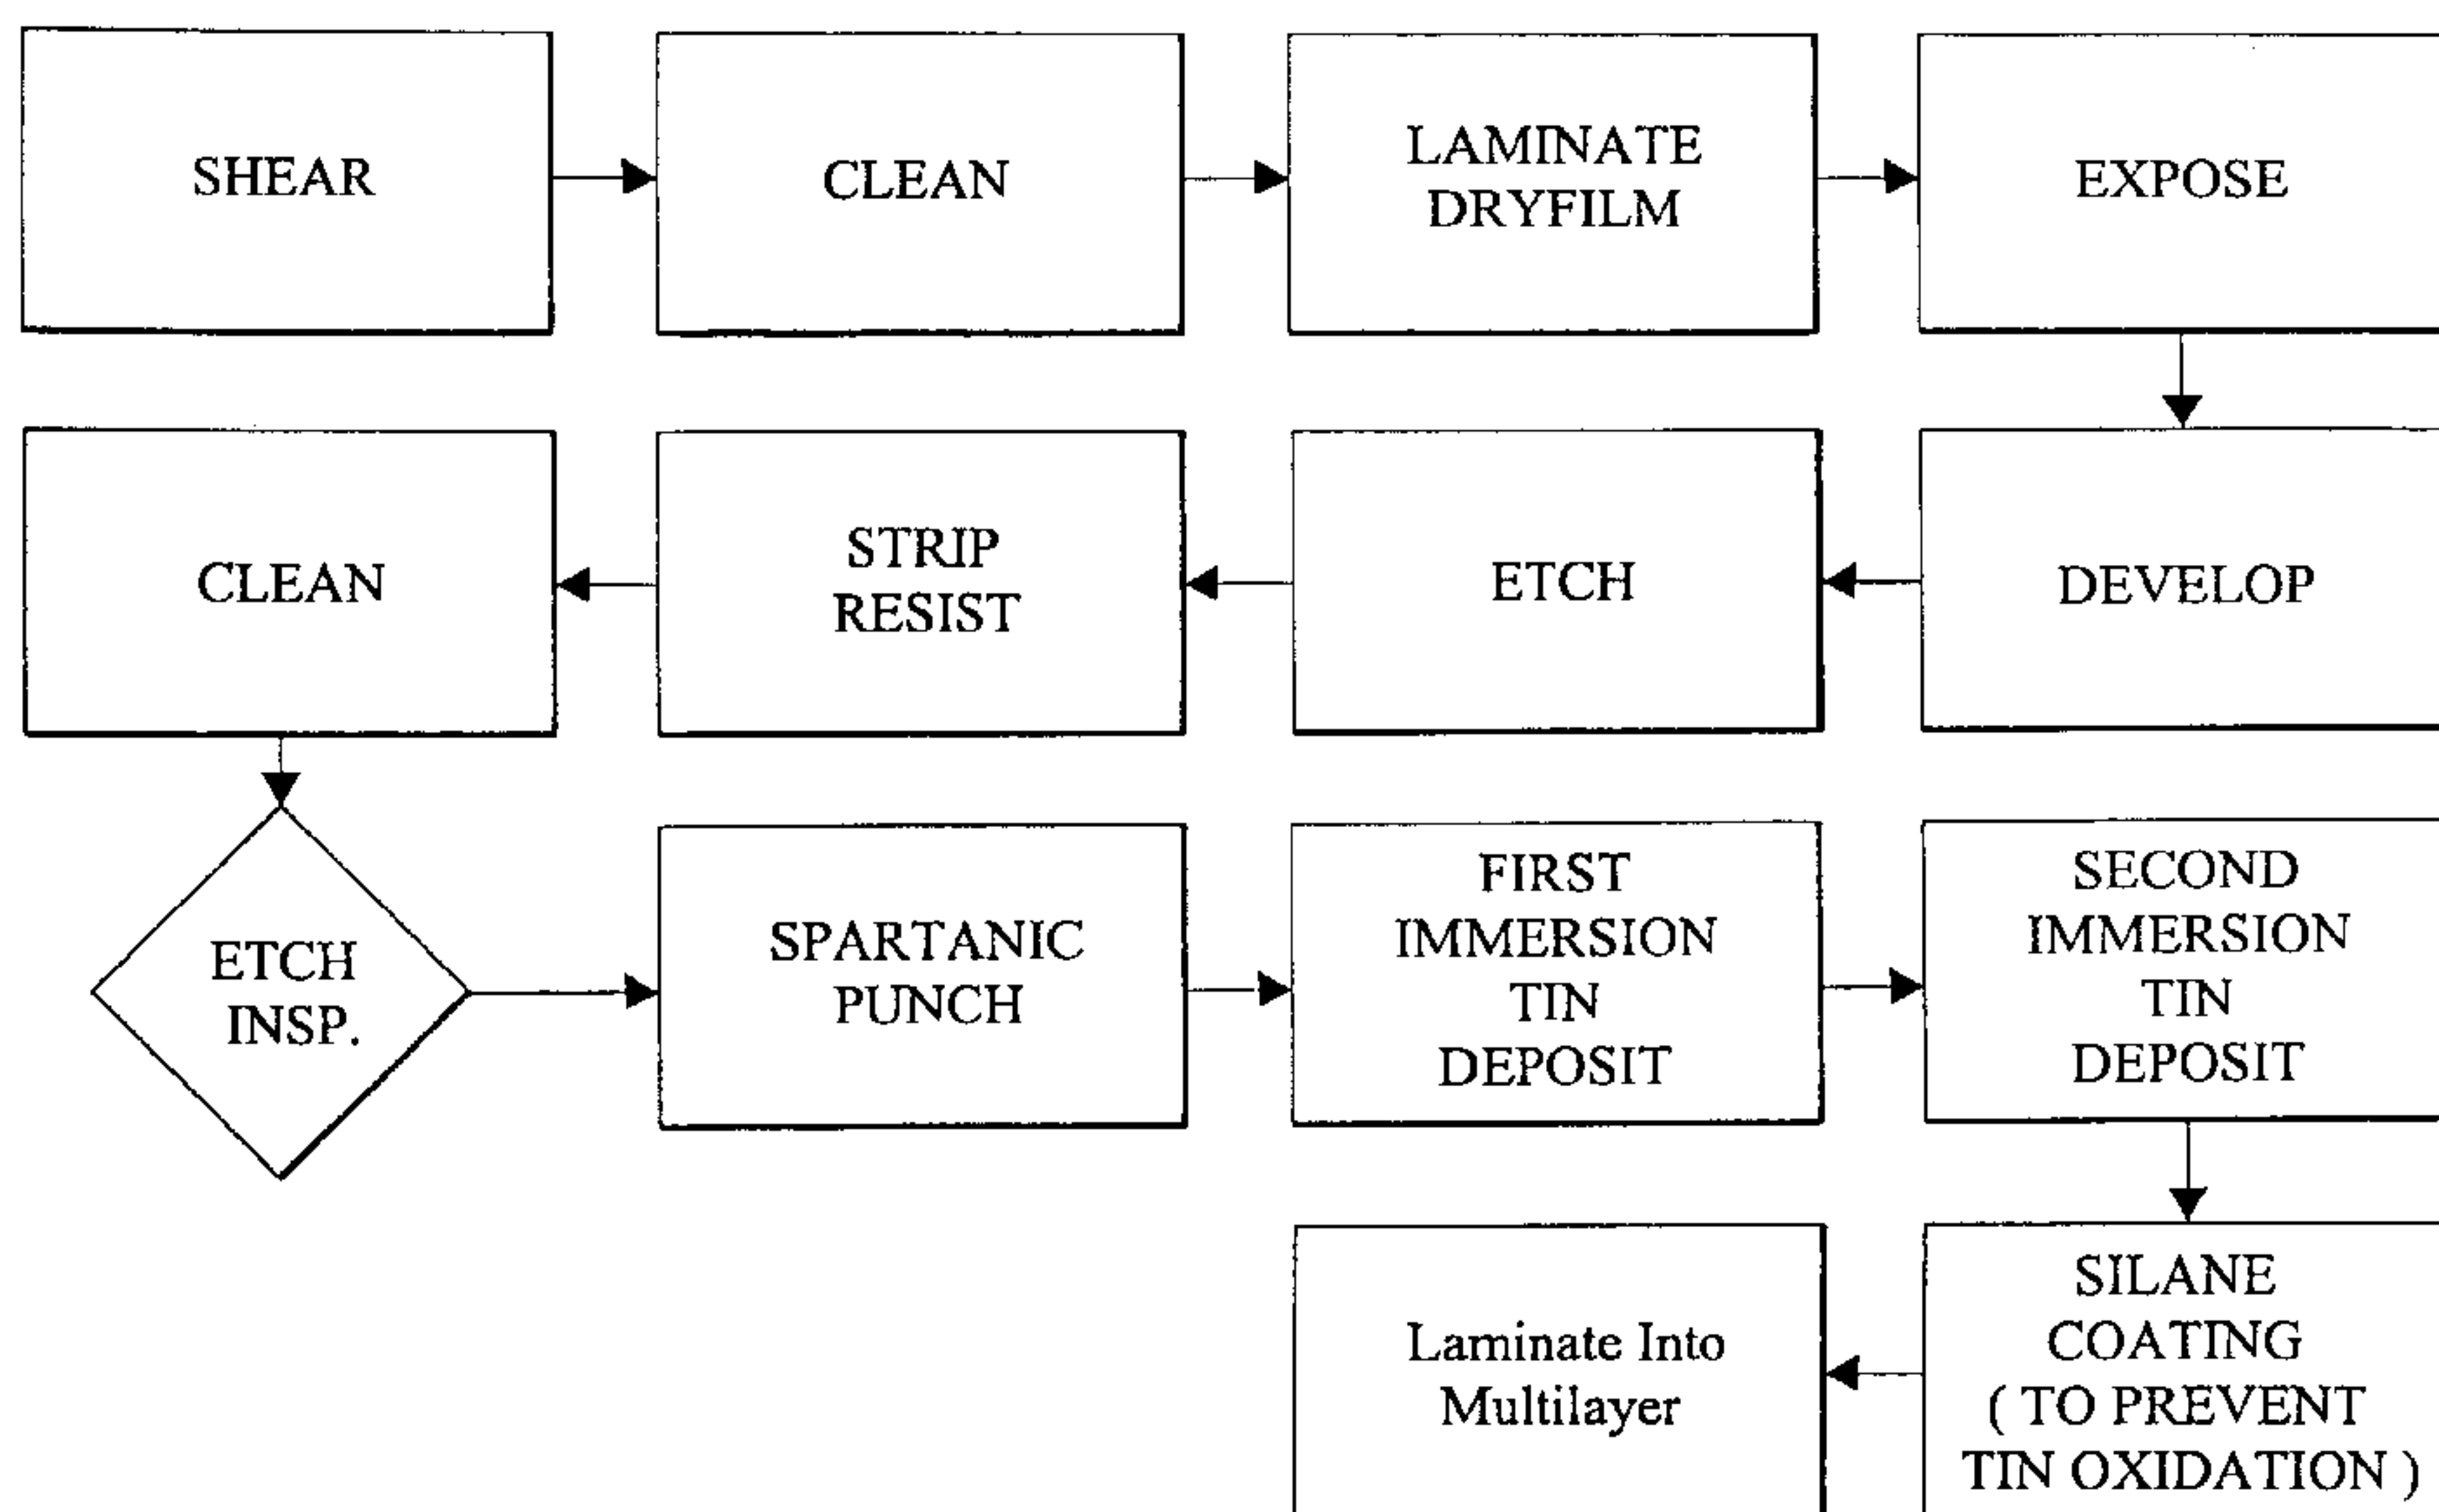 SHEAR
CLEAN
LAMINATE
DRYFILM
EXPOSE
CLEAN
STRIP
RESIST
ETCH
DEVELOP
ETCH
INSP.
SPARTANIC
PUNCH
FIRST
IMMERSION
TIN
DEPOSIT
SECOND
IMMERSION
TIN
DEPOSIT
Laminate Into
Multilayer
SILANE
COATING
( TO PREVENT
TIN OXIDATION )